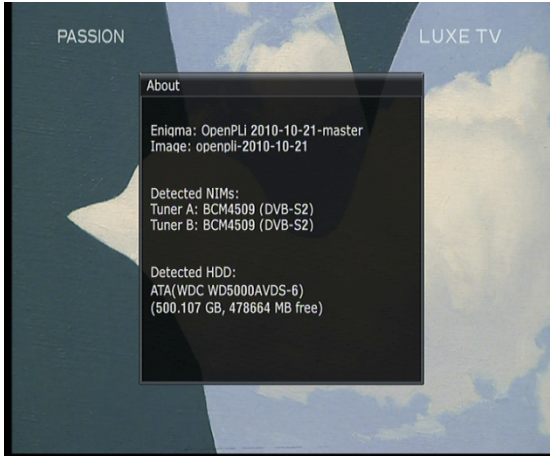 PASSION
LUXE TV
About
Enigma: OpenPLi 2010-10-21-master
Image: openpli-2010-10-21
Detected NIMs:
Tuner A: BCM4509 (DVB-S2)
Tuner B: BCM4509 (DVB-S2)
Detected HDD:
ATA(WDC WD5000AVDS-6)
(500.107 GB, 478664 MB free)